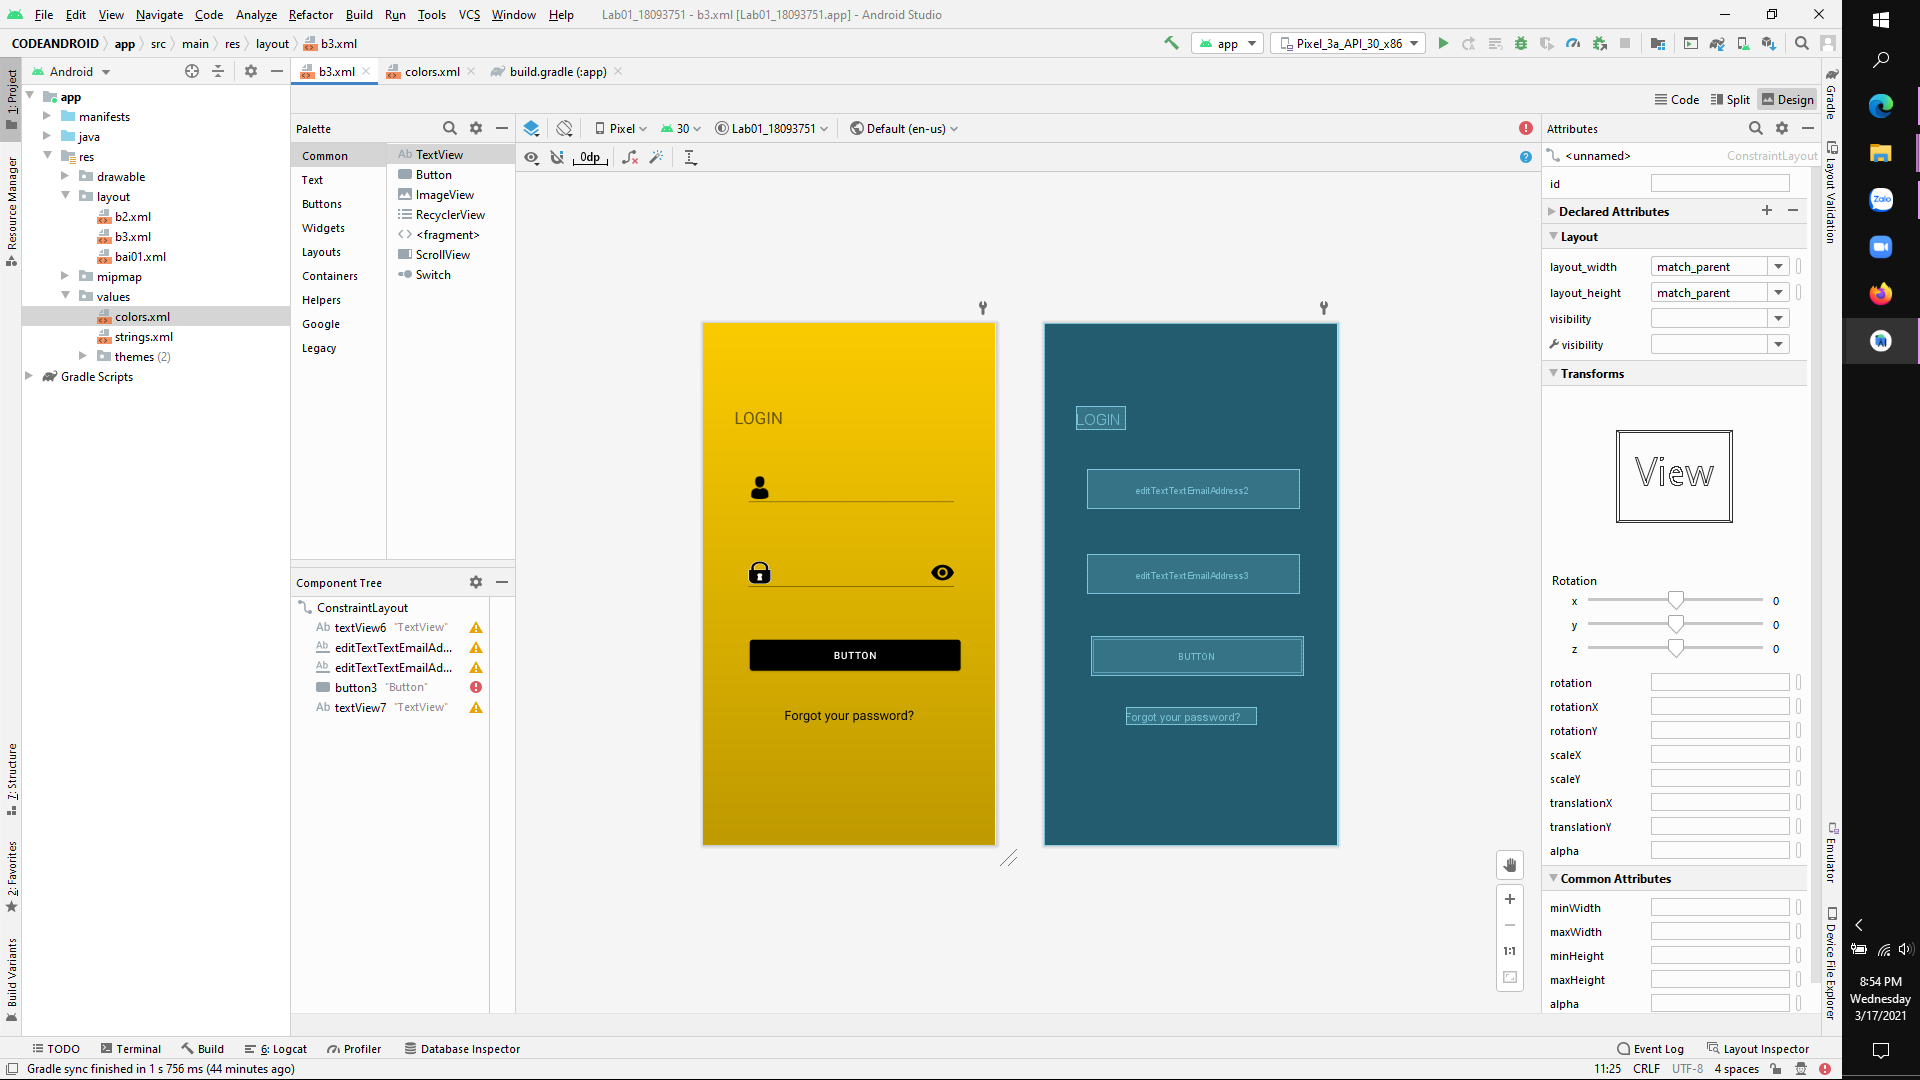 File Edit View Navigate Code Analyze Refactor Build Run Tools VCS Window Help Lab01_18093751 - b3.xml [Lab01_18093751.app] - Android Studio
CODEANDROID app src main res layout b3.xml
app Pixel_3a_API_30_x86
Android
b3.xml colors.xml build.gradle (:app)
1: Project
Resource Manager
7: Structure
2: Favorites
Build Variants
app
manifests
java
res
drawable
layout
b2.xml
b3.xml
bai01.xml
mipmap
values
colors.xml
strings.xml
themes (2)
Gradle Scripts
Code Split Design
Palette
Common
Text
Buttons
Widgets
Layouts
Containers
Helpers
Google
Legacy
Ab TextView
Button
ImageView
RecyclerView
<> <fragment>
ScrollView
Switch
Pixel 30 Lab01_18093751 Default (en-us)
0dp
Component Tree
ConstraintLayout
Ab textView6 "TextView"
Ab editTextTextEmailAd...
Ab editTextTextEmailAd...
button3 "Button"
Ab textView7 "TextView"
LOGIN
BUTTON
Forgot your password?
LOGIN
editTextTextEmailAddress2
editTextTextEmailAddress3
BUTTON
Forgot your password?
1:1
Attributes
<unnamed> ConstraintLayout
id
Declared Attributes
Layout
layout_width match_parent
layout_height match_parent
visibility
visibility
Transforms
View
Rotation
x 0
y 0
z 0
rotation
rotationX
rotationY
scaleX
scaleY
translationX
translationY
alpha
Common Attributes
minWidth
maxWidth
minHeight
maxHeight
alpha
Gradle
Layout Validation
Emulator
Device File Explorer
TODO Terminal Build 6: Logcat Profiler Database Inspector Event Log Layout Inspector
Gradle sync finished in 1 s 756 ms (44 minutes ago) 11:25 CRLF UTF-8 4 spaces
Zalo
8:54 PM
Wednesday
3/17/2021